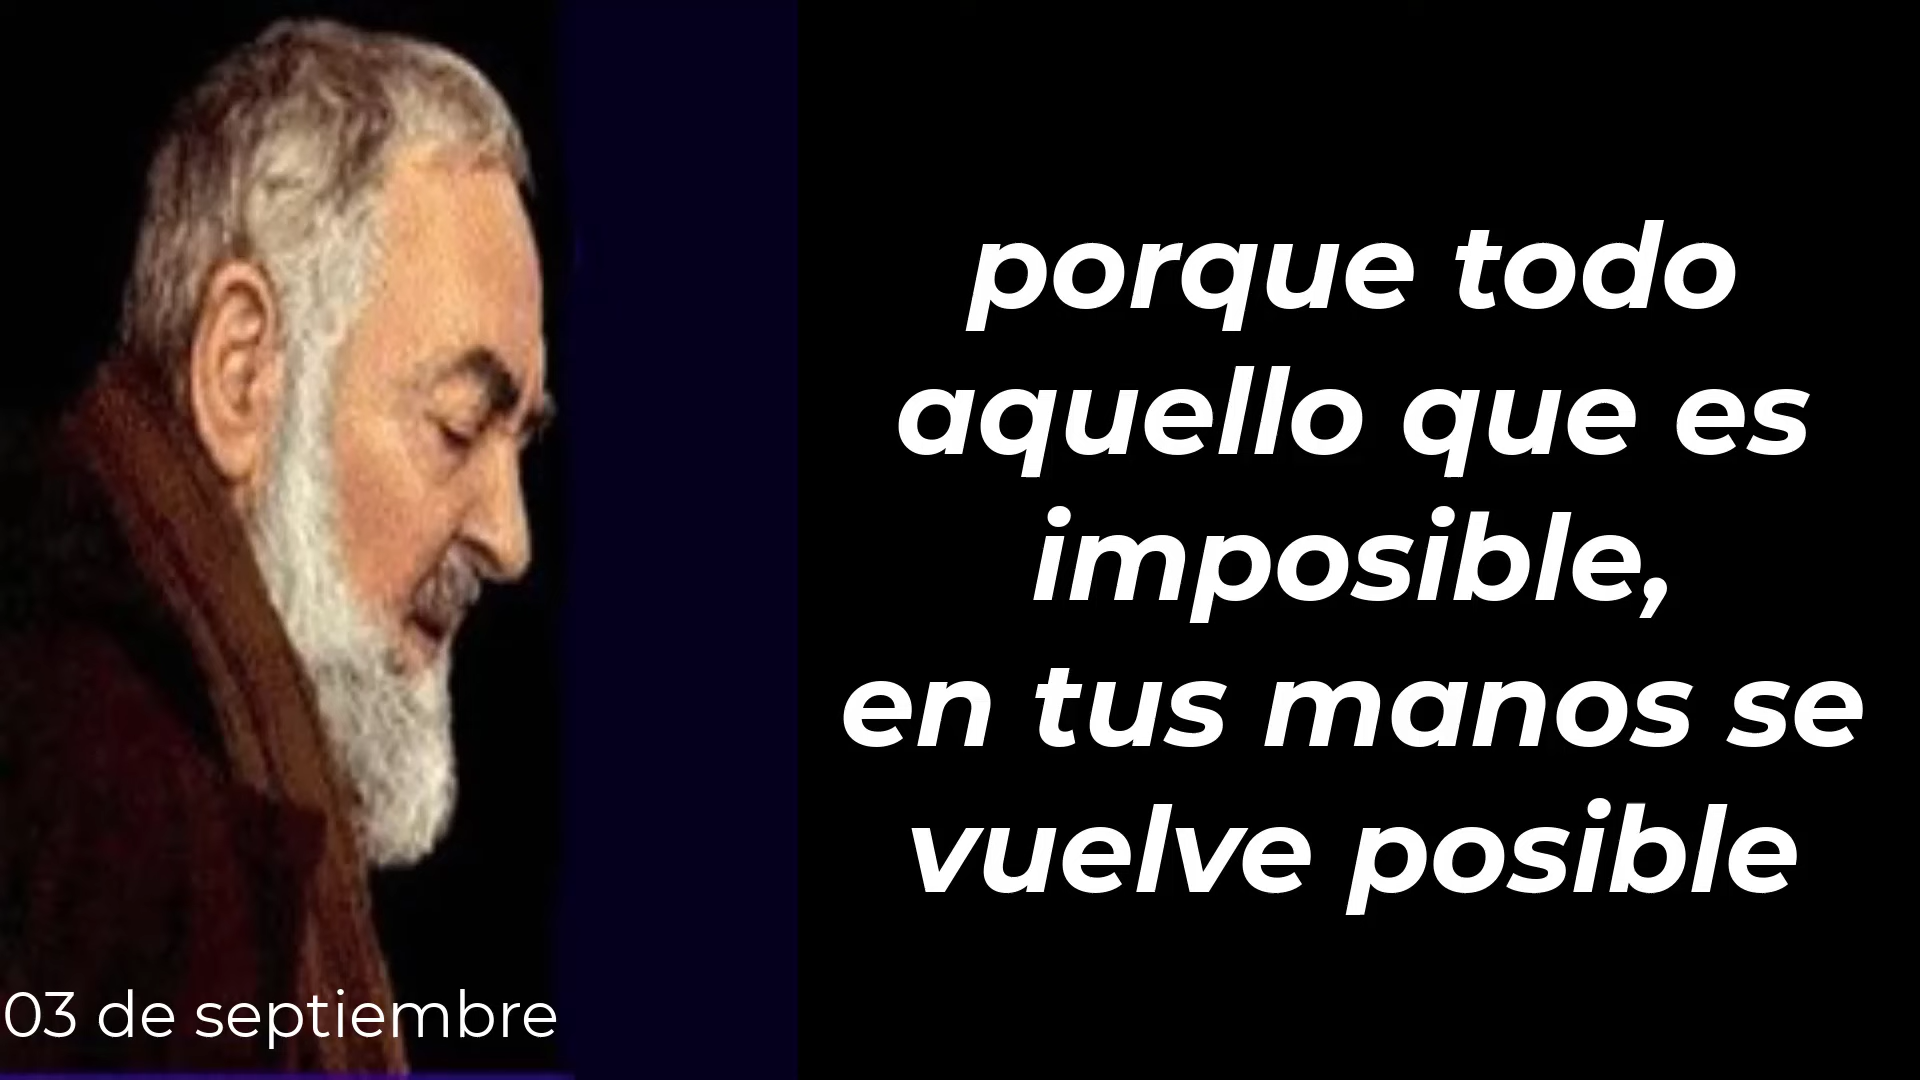 porque todo
aquello que es
imposible,
en tus manos se
vuelve posible
03 de septiembre